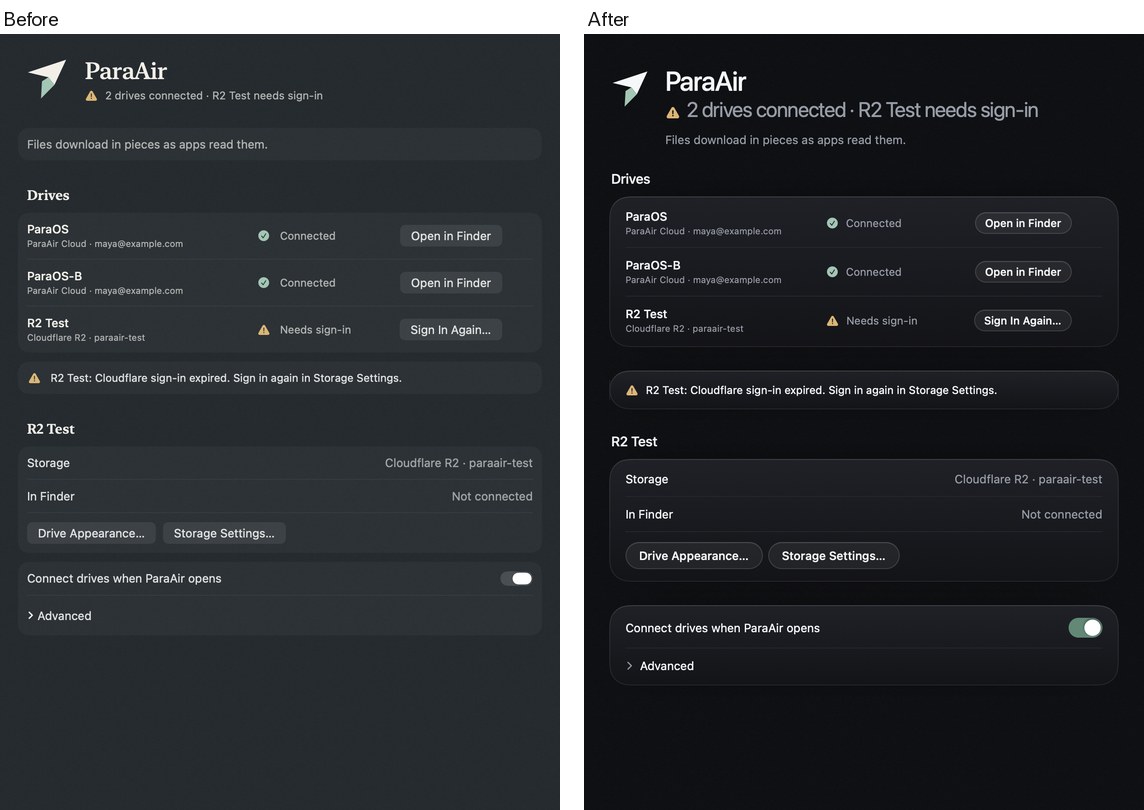 Before
ParaAir
2 drives connected · R2 Test needs sign-in
Files download in pieces as apps read them.
Drives
ParaOS
ParaAir Cloud · maya@example.com
Connected
Open in Finder
ParaOS-B
ParaAir Cloud · maya@example.com
Connected
Open in Finder
R2 Test
Cloudflare R2 · paraair-test
Needs sign-in
Sign In Again...
R2 Test: Cloudflare sign-in expired. Sign in again in Storage Settings.
R2 Test
Storage
Cloudflare R2 · paraair-test
In Finder
Not connected
Drive Appearance...
Storage Settings...
Connect drives when ParaAir opens
Advanced
After
ParaAir
2 drives connected · R2 Test needs sign-in
Files download in pieces as apps read them.
Drives
ParaOS
ParaAir Cloud · maya@example.com
Connected
Open in Finder
ParaOS-B
ParaAir Cloud · maya@example.com
Connected
Open in Finder
R2 Test
Cloudflare R2 · paraair-test
Needs sign-in
Sign In Again...
R2 Test: Cloudflare sign-in expired. Sign in again in Storage Settings.
R2 Test
Storage
Cloudflare R2 · paraair-test
In Finder
Not connected
Drive Appearance...
Storage Settings...
Connect drives when ParaAir opens
Advanced